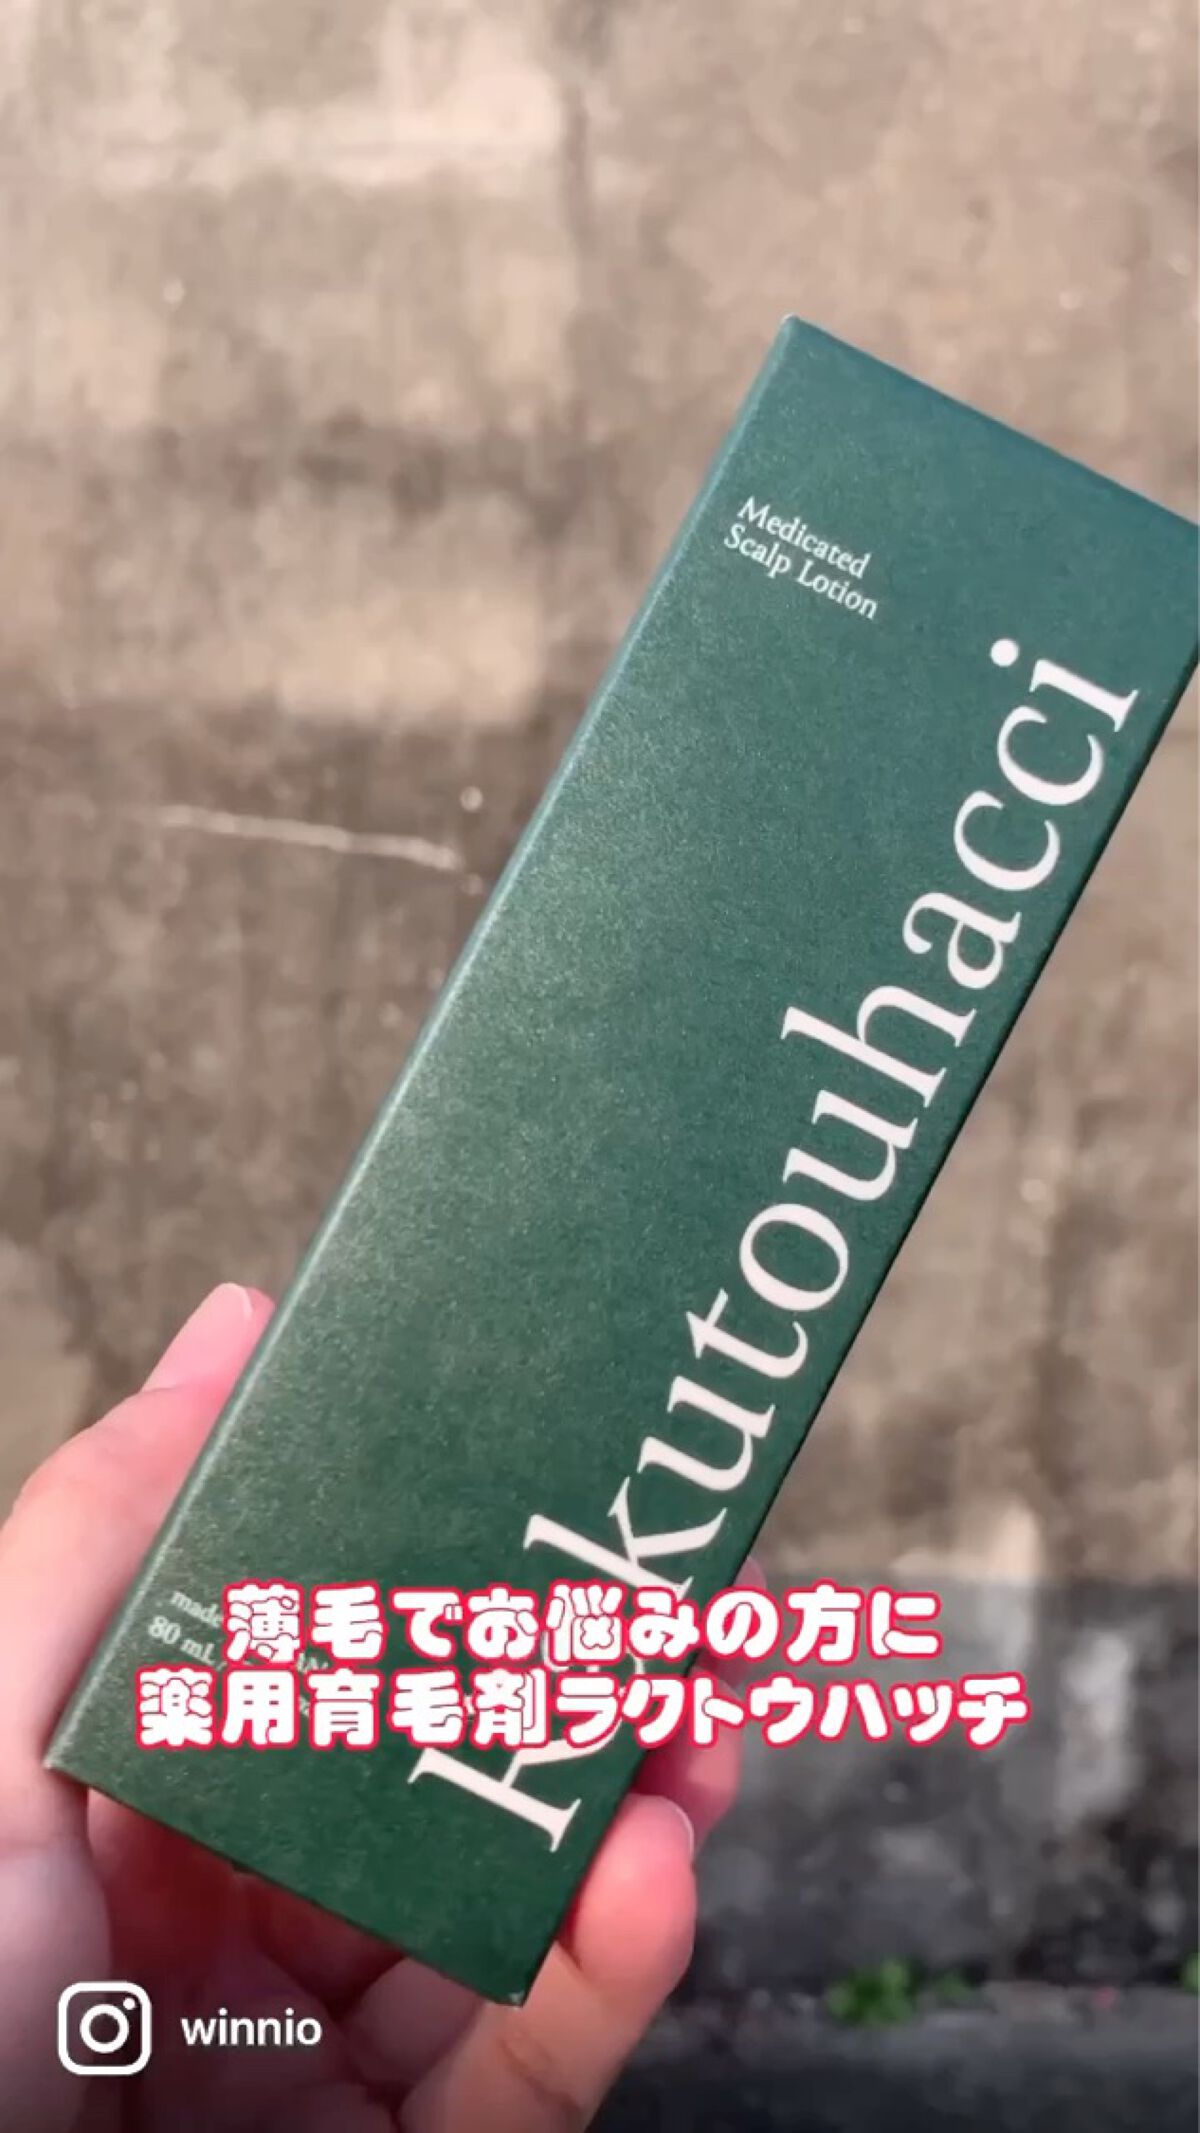 Medicated
Scalp Lotion
made
80 mL
薄毛でお悩みの方に
薬用育毛剤ラクトウハッチ
winnio